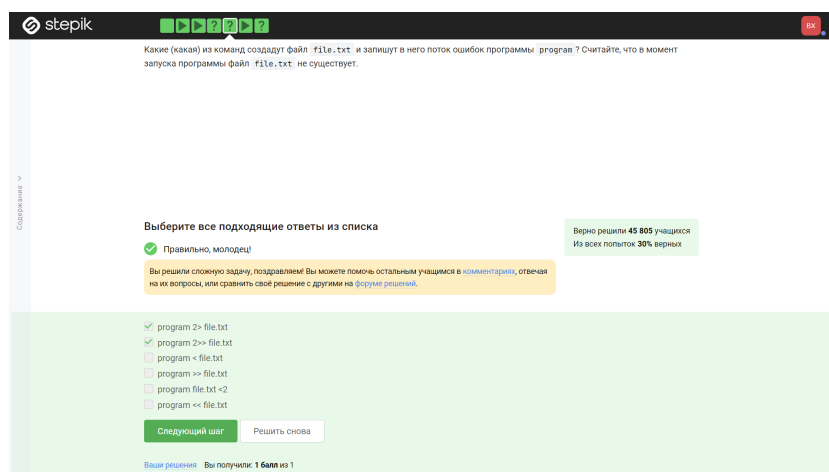 stepik
? ? ?
ВХ
Какие (какая) из команд создадут файл file.txt и запишут в него поток ошибок программы program ? Считайте, что в момент
запуска программы файл file.txt не существует.
Содержание
Выберите все подходящие ответы из списка
Верно решили 45 805 учащихся
Из всех попыток 30% верных
Правильно, молодец!
Вы решили сложную задачу, поздравляем! Вы можете помочь остальным учащимся в комментариях, отвечая
на их вопросы, или сравнить своё решение с другими на форуме решений.
program 2> file.txt
program 2>> file.txt
program < file.txt
program >> file.txt
program file.txt <2
program << file.txt
Следующий шаг Решить снова
Ваши решения Вы получили: 1 балл из 1